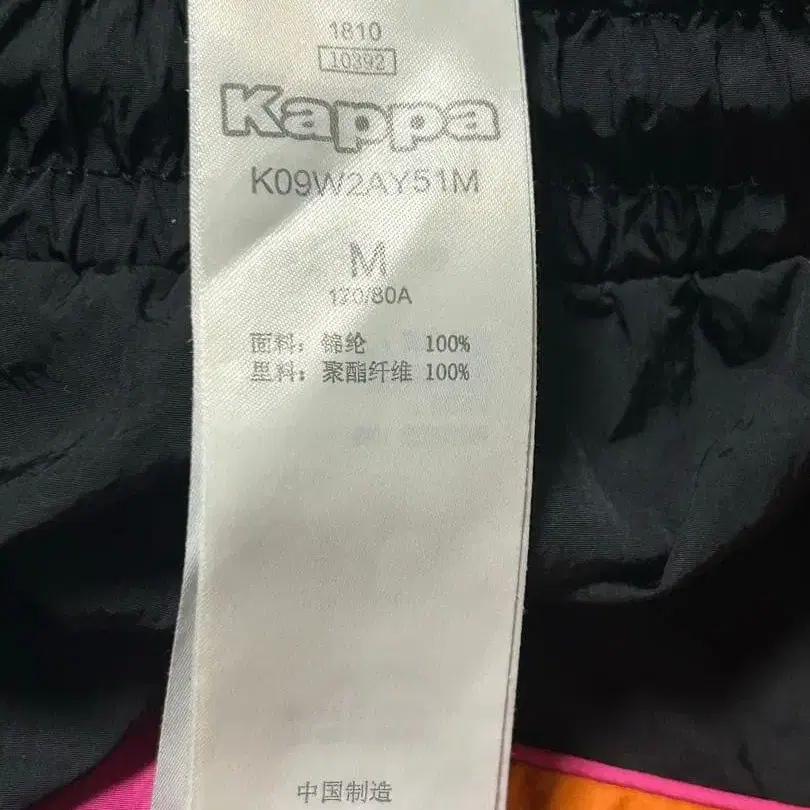 1810
10392
Kappa
K09W2AY51M
M
170/80A
面料：锦纶 100%
里料：聚酯纤维 100%
中国制造